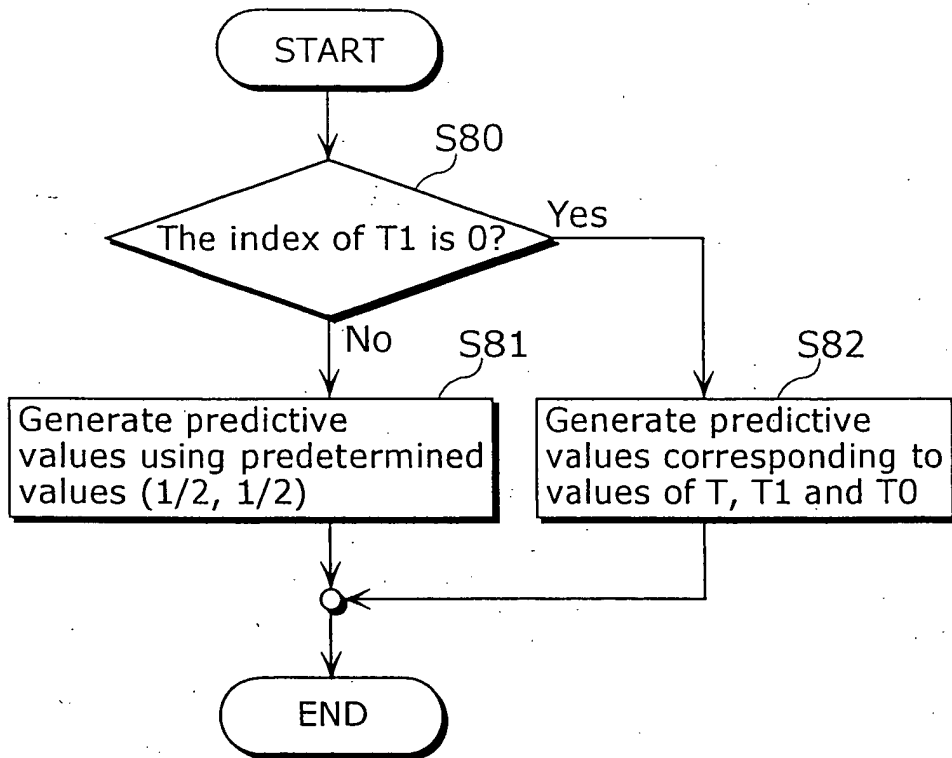 START
S80
The index of T1 is 0?
Yes
No
S81
Generate predictive
values using predetermined
values (1/2, 1/2)
S82
Generate predictive
values corresponding to
values of T, T1 and T0
END